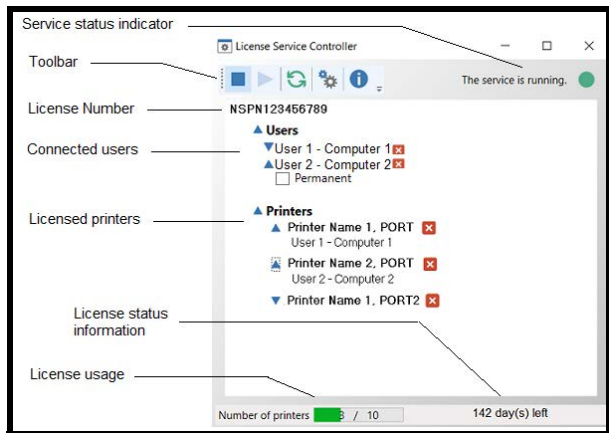 Service status indicator
License Service Controller
Toolbar
The service is running.
License Number
NSPN123456789
Users
Connected users
User 1 - Computer 1
User 2 - Computer 2
Permanent
Licensed printers
Printers
Printer Name 1, PORT
User 1 - Computer 1
Printer Name 2, PORT
User 2 - Computer 2
Printer Name 1, PORT2
License status
information
License usage
Number of printers 3 / 10
142 day(s) left